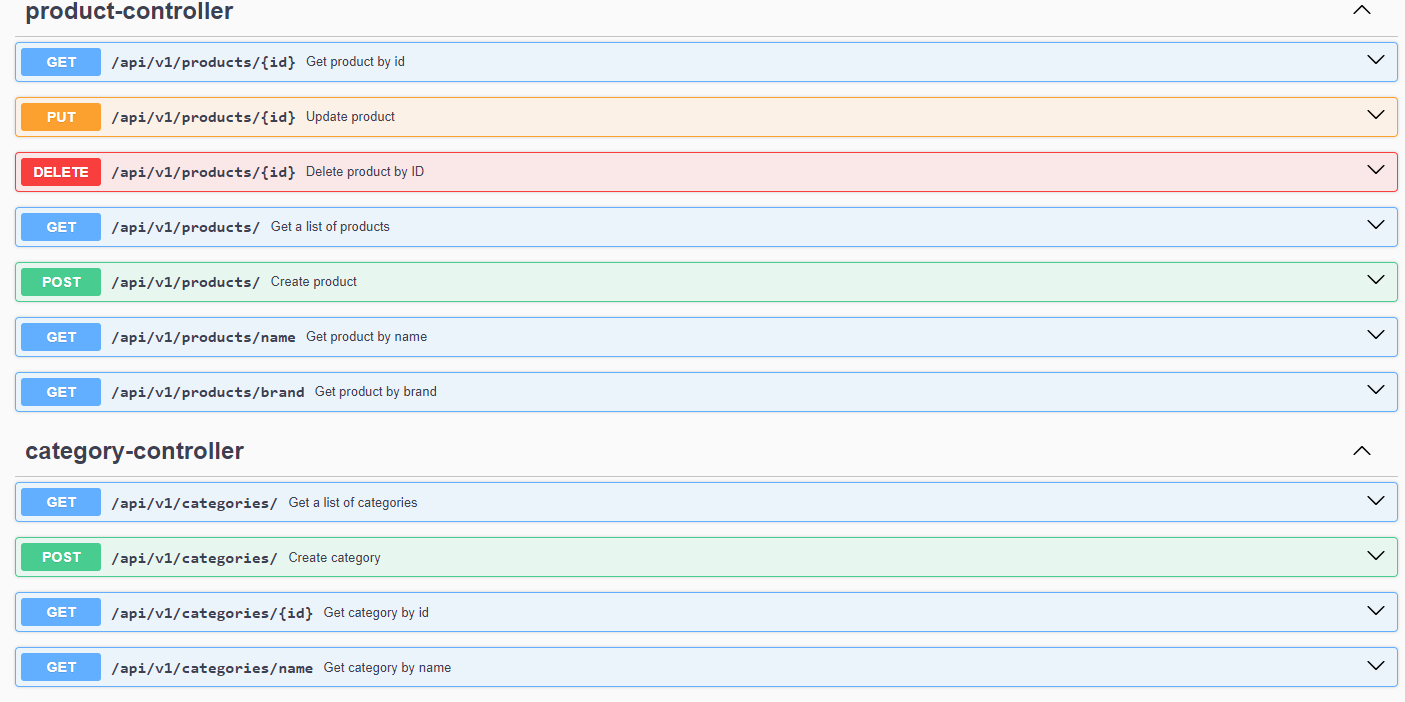 product-controller
GET /api/v1/products/{id} Get product by id
PUT /api/v1/products/{id} Update product
DELETE /api/v1/products/{id} Delete product by ID
GET /api/v1/products/ Get a list of products
POST /api/v1/products/ Create product
GET /api/v1/products/name Get product by name
GET /api/v1/products/brand Get product by brand
category-controller
GET /api/v1/categories/ Get a list of categories
POST /api/v1/categories/ Create category
GET /api/v1/categories/{id} Get category by id
GET /api/v1/categories/name Get category by name